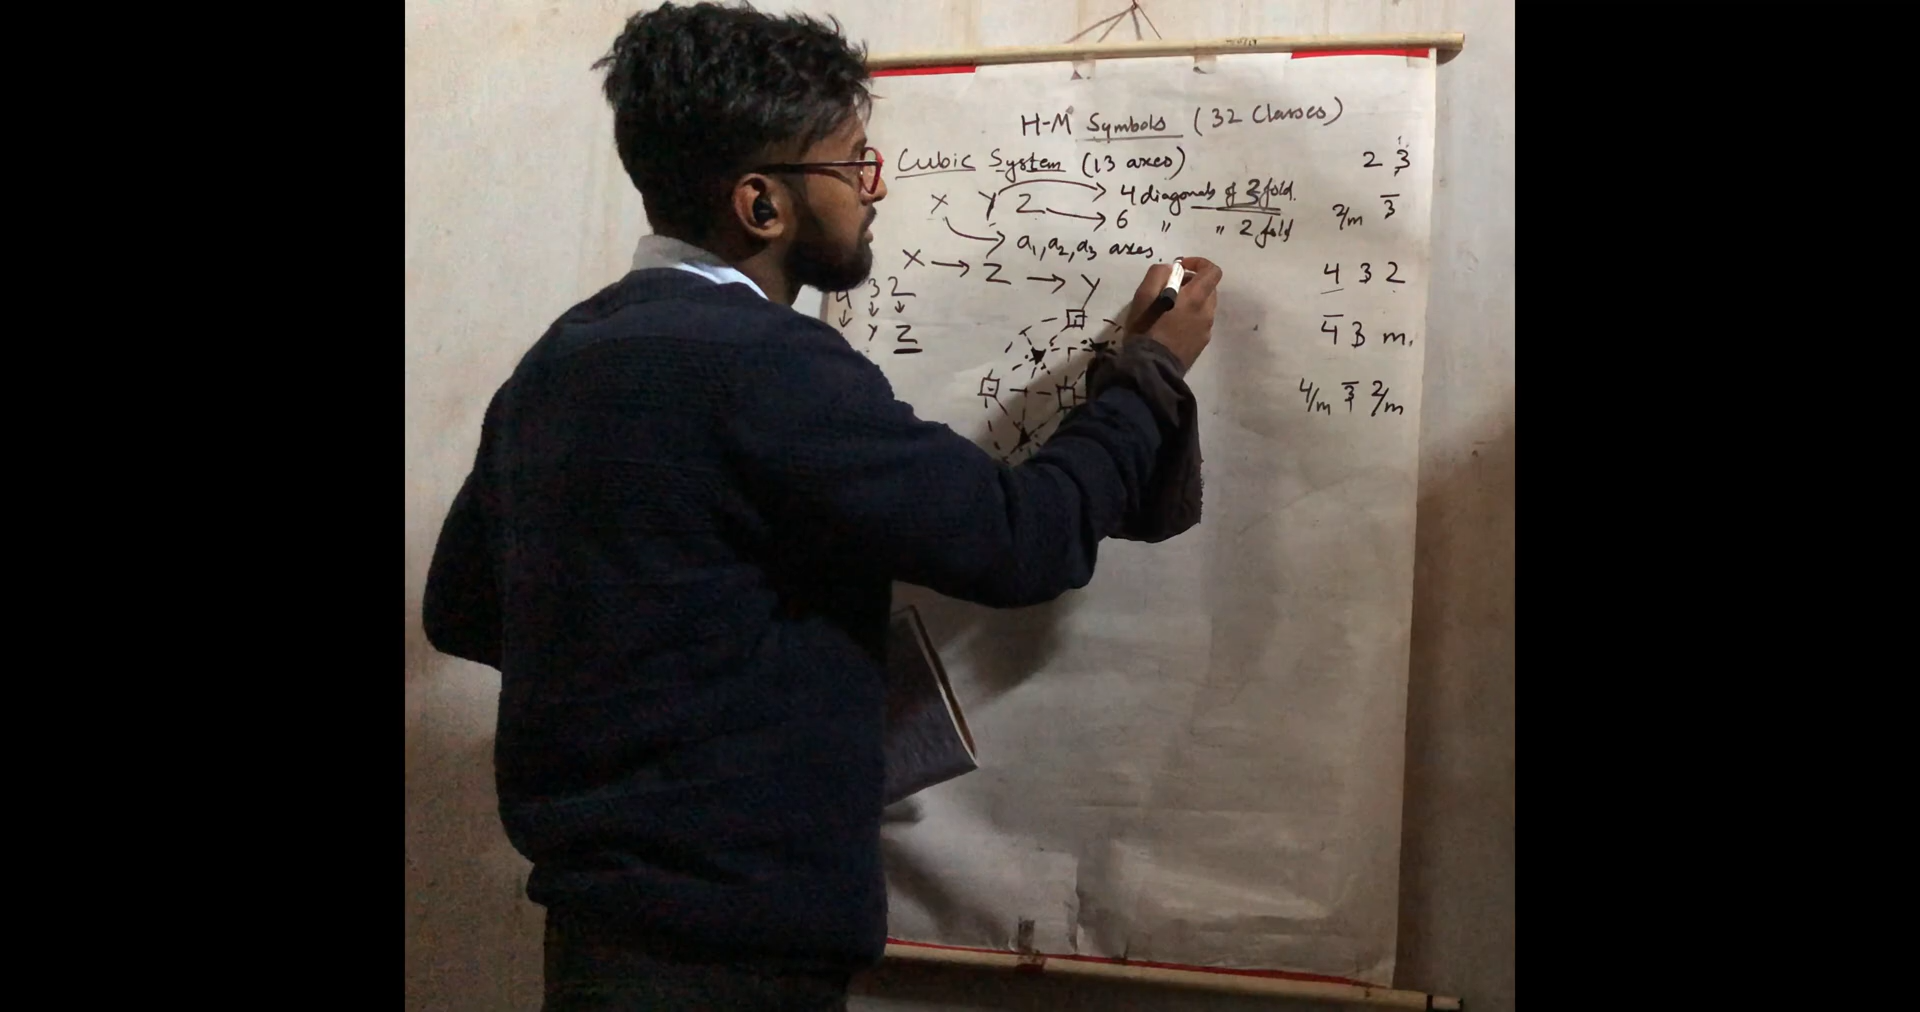 H-M Symbols (32 Classes)
Cubic System (13 axes)
X Y Z → 4 diagonals of 3 fold.
→ 6 " " 2 fold
→ a₁, a₂, a₃ axes.
X → Z → Y
4 3 2
↓ ↓ ↓
Y Z
2 3
2/m 3̅
4 3 2
4̅ 3 m.
4/m 3̅ 2/m